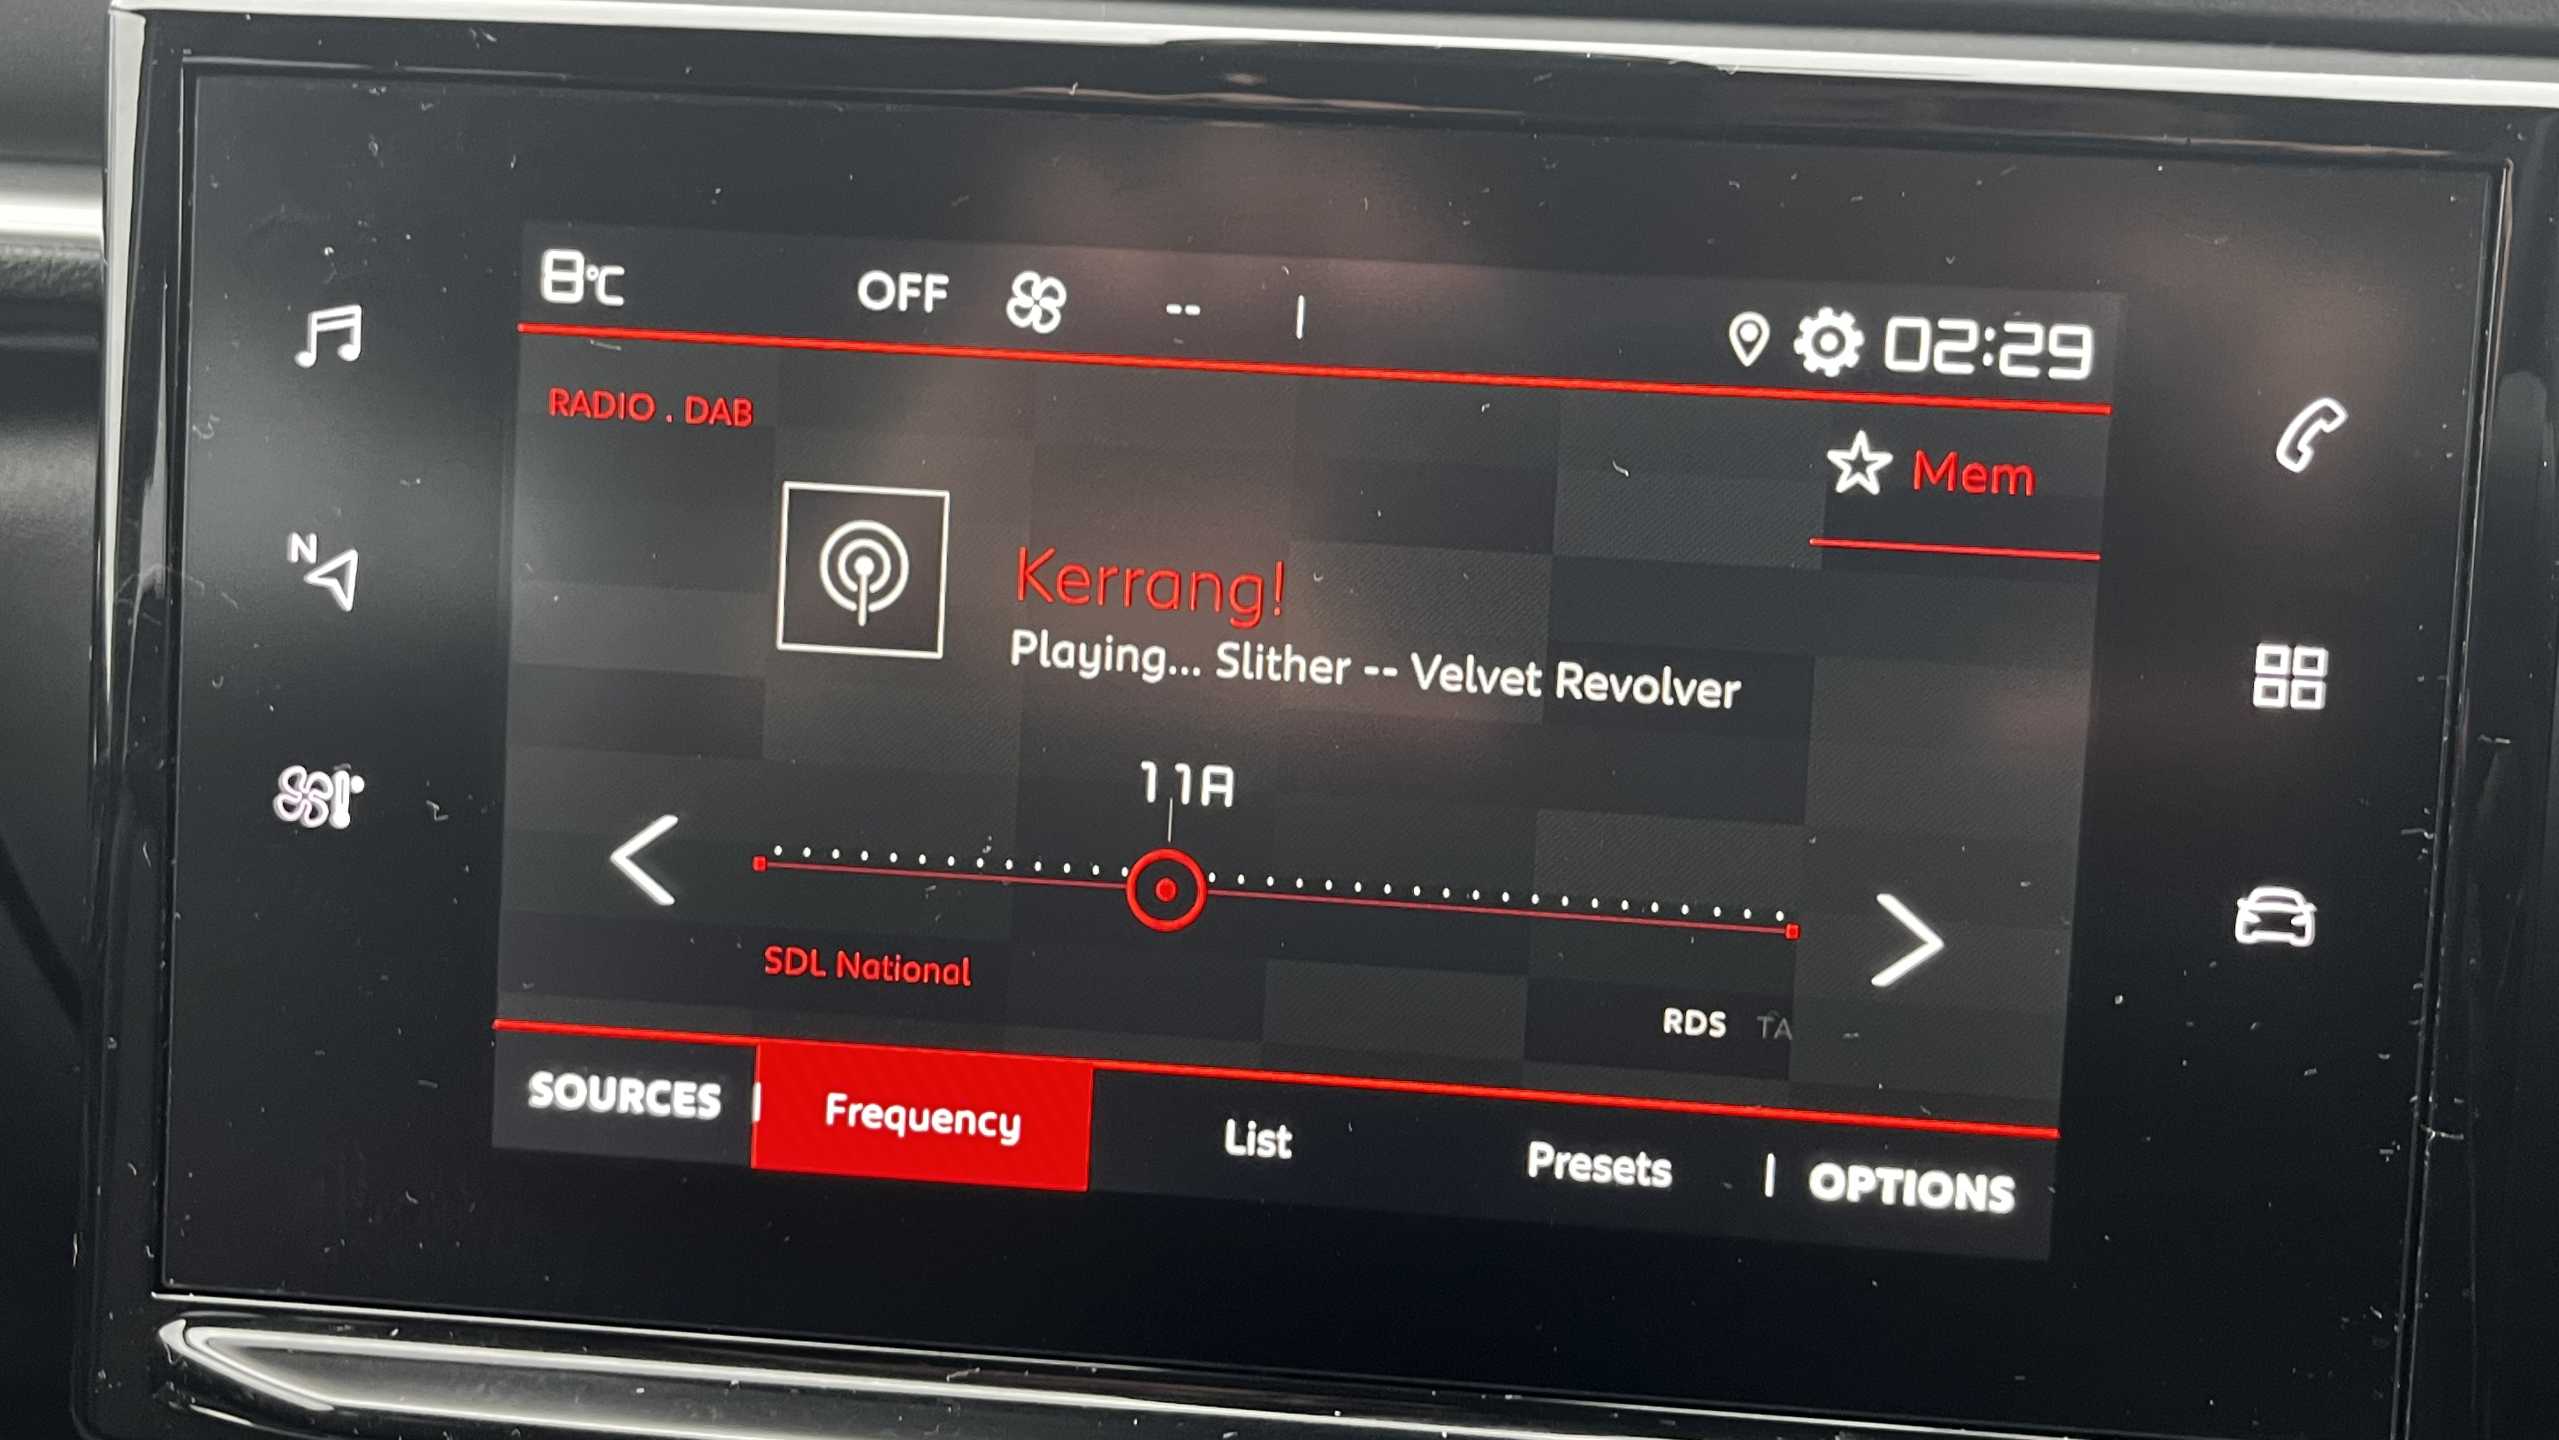 8°C OFF -- 02:29
RADIO . DAB
Mem
N
Kerrang!
Playing... Slither -- Velvet Revolver
11A
SDL National
RDS TA
SOURCES Frequency List Presets OPTIONS